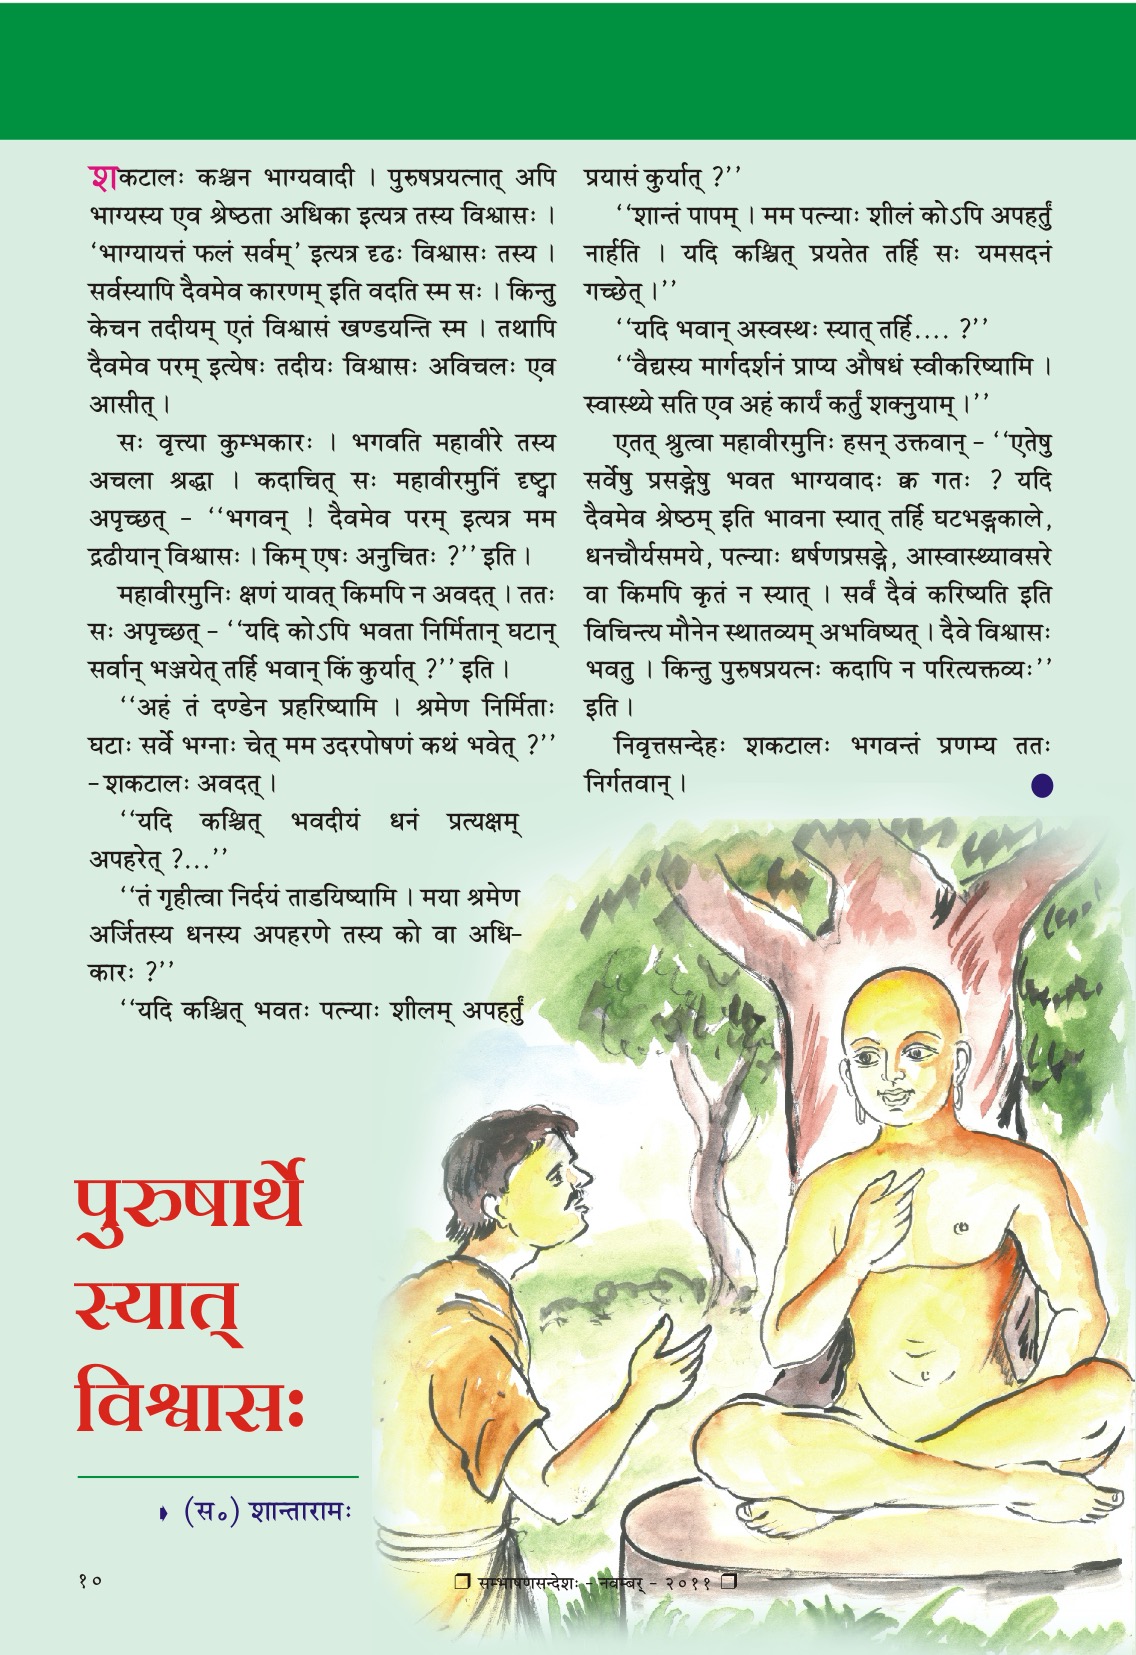 शकटालः कश्चन भाग्यवादी । पुरुषप्रयत्नात् अपि
भाग्यस्य एव श्रेष्ठता अधिका इत्यत्र तस्य विश्वासः ।
‘भाग्यायत्तं फलं सर्वम्’ इत्यत्र दृढः विश्वासः तस्य ।
सर्वस्यापि दैवमेव कारणम् इति वदति स्म सः । किन्तु
केचन तदीयम् एतं विश्वासं खण्डयन्ति स्म । तथापि
दैवमेव परम् इत्येषः तदीयः विश्वासः अविचलः एव
आसीत् ।
सः वृत्त्या कुम्भकारः । भगवति महावीरे तस्य
अचला श्रद्धा । कदाचित् सः महावीरमुनिं दृष्ट्वा
अपृच्छत् – ‘‘भगवन् ! दैवमेव परम् इत्यत्र मम
द्रढीयान् विश्वासः । किम् एषः अनुचितः ?’’ इति ।
महावीरमुनिः क्षणं यावत् किमपि न अवदत् । ततः
सः अपृच्छत् – ‘‘यदि कोऽपि भवता निर्मितान् घटान्
सर्वान् भञ्जयेत् तर्हि भवान् किं कुर्यात् ?’’ इति ।
‘‘अहं तं दण्डेन प्रहरिष्यामि । श्रमेण निर्मिताः
घटाः सर्वे भग्नाः चेत् मम उदरपोषणं कथं भवेत् ?’’
– शकटालः अवदत् ।
‘‘यदि कश्चित् भवदीयं धनं प्रत्यक्षम्
अपहरेत् ?...’’
‘‘तं गृहीत्वा निर्दयं ताडयिष्यामि । मया श्रमेण
अर्जितस्य धनस्य अपहरणे तस्य को वा अधि–
कारः ?’’
‘‘यदि कश्चित् भवतः पत्न्याः शीलम् अपहर्तुं
प्रयासं कुर्यात् ?’’
‘‘शान्तं पापम् । मम पत्न्याः शीलं कोऽपि अपहर्तुं
नार्हति । यदि कश्चित् प्रयतेत तर्हि सः यमसदनं
गच्छेत् ।’’
‘‘यदि भवान् अस्वस्थः स्यात् तर्हि.... ?’’
‘‘वैद्यस्य मार्गदर्शनं प्राप्य औषधं स्वीकरिष्यामि ।
स्वास्थ्ये सति एव अहं कार्यं कर्तुं शक्नुयाम् ।’’
एतत् श्रुत्वा महावीरमुनिः हसन् उक्तवान् – ‘‘एतेषु
सर्वेषु प्रसङ्गेषु भवत भाग्यवादः क्व गतः ? यदि
दैवमेव श्रेष्ठम् इति भावना स्यात् तर्हि घटभङ्गकाले,
धनचौर्यसमये, पत्न्याः धर्षणप्रसङ्गे, आस्वास्थ्यावसरे
वा किमपि कृतं न स्यात् । सर्वं दैवं करिष्यति इति
विचिन्त्य मौनेन स्थातव्यम् अभविष्यत् । दैवे विश्वासः
भवतु । किन्तु पुरुषप्रयत्नः कदापि न परित्यक्तव्यः’’
इति ।
निवृत्तसन्देहः शकटालः भगवन्तं प्रणम्य ततः
निर्गतवान् ।
पुरुषार्थे
स्यात्
विश्वासः
(स०) शान्तारामः
१०
सम्भाषणसन्देशः – नवम्बर् – २०११